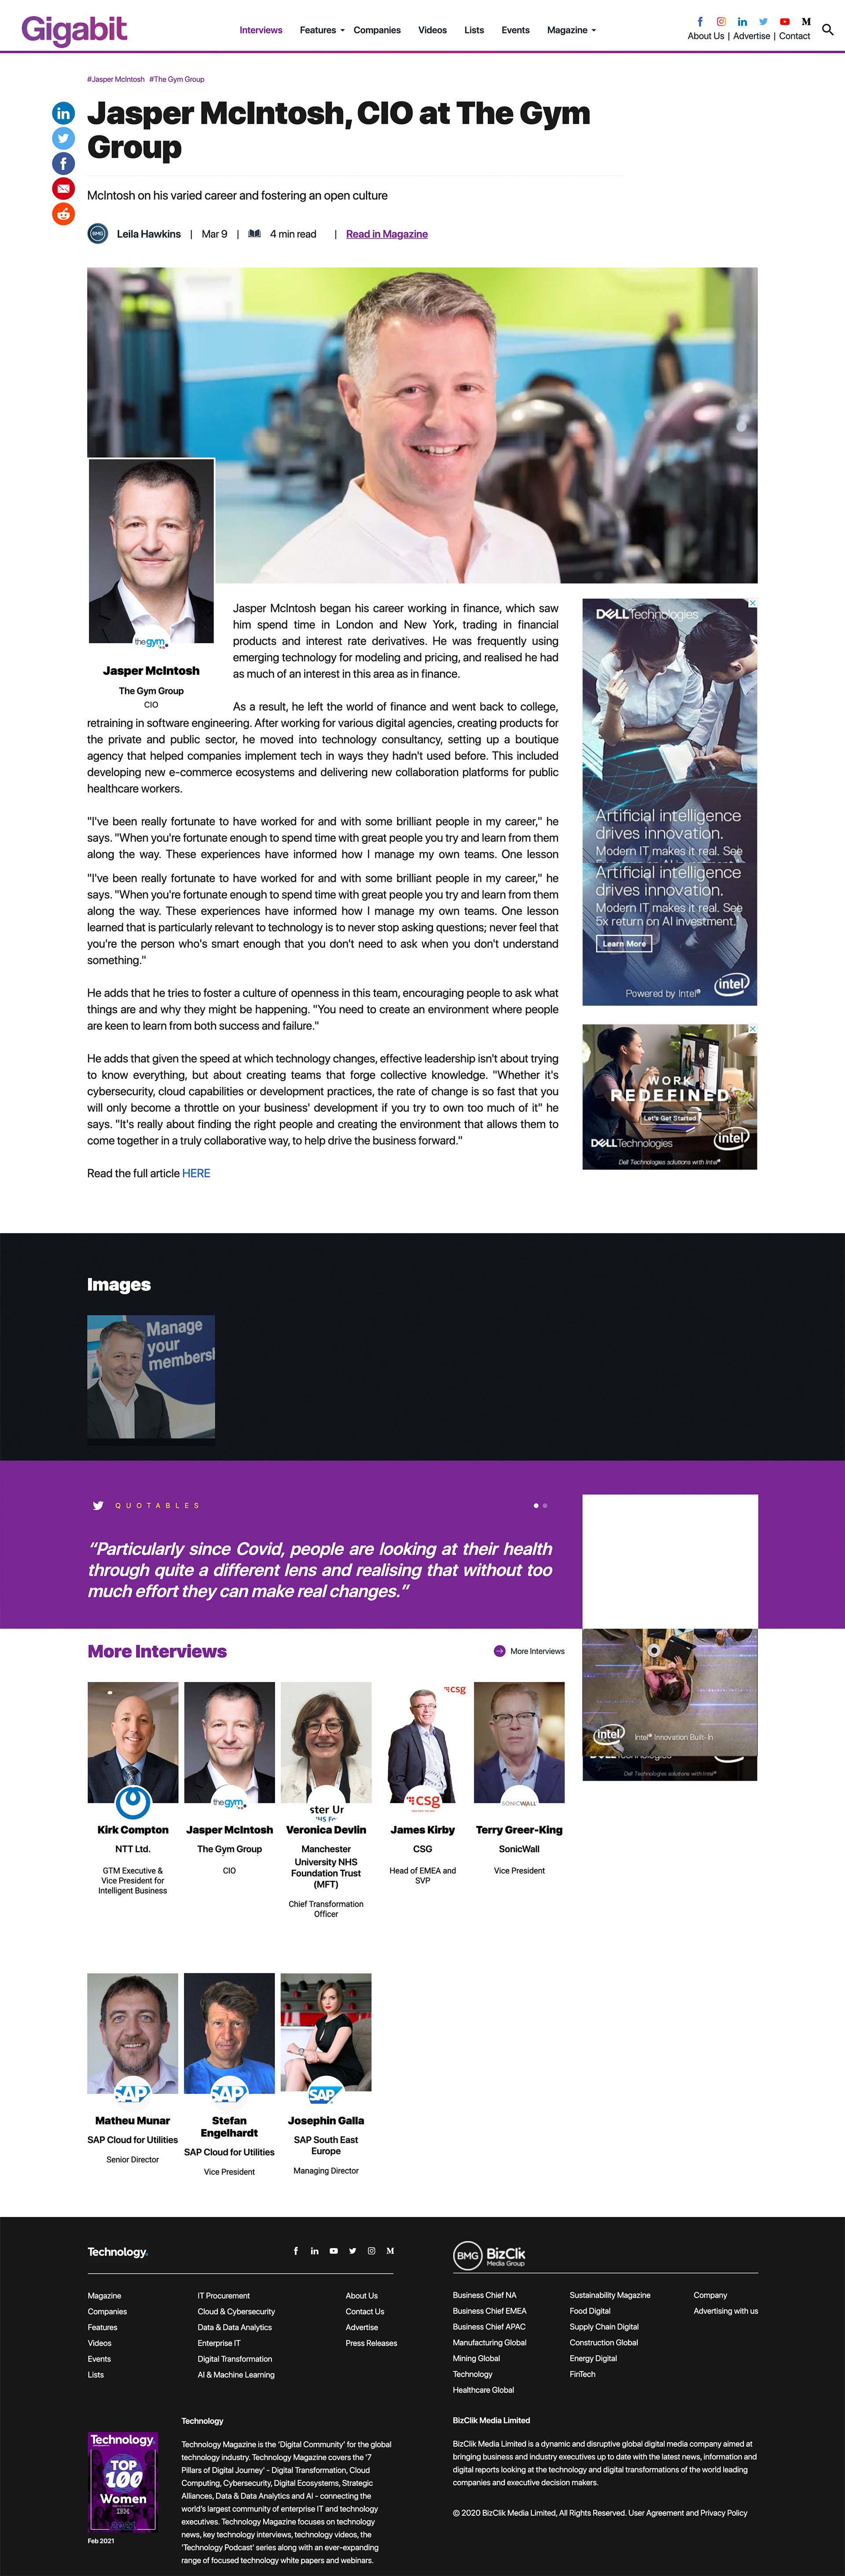 Gigabit
Interviews Features Companies Videos Lists Events Magazine
About Us | Advertise | Contact
#Jasper McIntosh #The Gym Group
Jasper McIntosh, CIO at The Gym
Group
McIntosh on his varied career and fostering an open culture
BMG Leila Hawkins | Mar 9 | 4 min read | Read in Magazine
thegym
Jasper McIntosh
The Gym Group
CIO
Jasper McIntosh began his career working in finance, which saw
him spend time in London and New York, trading in financial
products and interest rate derivatives. He was frequently using
emerging technology for modeling and pricing, and realised he had
as much of an interest in this area as in finance.
As a result, he left the world of finance and went back to college,
retraining in software engineering. After working for various digital agencies, creating products for
the private and public sector, he moved into technology consultancy, setting up a boutique
agency that helped companies implement tech in ways they hadn't used before. This included
developing new e-commerce ecosystems and delivering new collaboration platforms for public
healthcare workers.
"I've been really fortunate to have worked for and with some brilliant people in my career," he
says. "When you're fortunate enough to spend time with great people you try and learn from them
along the way. These experiences have informed how I manage my own teams. One lesson
"I've been really fortunate to have worked for and with some brilliant people in my career," he
says. "When you're fortunate enough to spend time with great people you try and learn from them
along the way. These experiences have informed how I manage my own teams. One lesson
learned that is particularly relevant to technology is to never stop asking questions; never feel that
you're the person who's smart enough that you don't need to ask when you don't understand
something."
He adds that he tries to foster a culture of openness in this team, encouraging people to ask what
things are and why they might be happening. "You need to create an environment where people
are keen to learn from both success and failure."
He adds that given the speed at which technology changes, effective leadership isn't about trying
to know everything, but about creating teams that forge collective knowledge. "Whether it's
cybersecurity, cloud capabilities or development practices, the rate of change is so fast that you
will only become a throttle on your business' development if you try to own too much of it" he
says. "It's really about finding the right people and creating the environment that allows them to
come together in a truly collaborative way, to help drive the business forward."
Read the full article HERE
DELLTechnologies
Artificial intelligence
drives innovation.
Modern IT makes it real. See
Artificial intelligence
drives innovation.
Modern IT makes it real. See
5x return on AI investment.
Learn More
Powered by Intel®
intel
WORK
REDEFINED
Let's Get Started
DELLTechnologies
intel
Dell Technologies solutions with Intel®
Images
Manage
your
membersh
QUOTABLES
“Particularly since Covid, people are looking at their health
through quite a different lens and realising that without too
much effort they can make real changes.”
intel Intel® Innovation Built-In
Dell Technologies solutions with Intel®
More Interviews
More Interviews
Kirk Compton
NTT Ltd.
GTM Executive &
Vice President for
Intelligent Business
thegym
Jasper McIntosh
The Gym Group
CIO
ster Ur
Veronica Devlin
Manchester
University NHS
Foundation Trust
(MFT)
Chief Transformation
Officer
csg
csg
James Kirby
CSG
Head of EMEA and
SVP
SONICWALL
Terry Greer-King
SonicWall
Vice President
SAP
Matheu Munar
SAP Cloud for Utilities
Senior Director
SAP
Stefan
Engelhardt
SAP Cloud for Utilities
Vice President
SAP
Josephin Galla
SAP South East
Europe
Managing Director
Technology.
Magazine
Companies
Features
Videos
Events
Lists
IT Procurement
Cloud & Cybersecurity
Data & Data Analytics
Enterprise IT
Digital Transformation
AI & Machine Learning
About Us
Contact Us
Advertise
Press Releases
BMG BizClik
Media Group
Business Chief NA
Business Chief EMEA
Business Chief APAC
Manufacturing Global
Mining Global
Technology
Healthcare Global
Sustainability Magazine
Food Digital
Supply Chain Digital
Construction Global
Energy Digital
FinTech
Company
Advertising with us
Technology.
TOP
100
Women
IBM
Feb 2021
Technology
Technology Magazine is the 'Digital Community' for the global
technology industry. Technology Magazine covers the '7
Pillars of Digital Journey' - Digital Transformation, Cloud
Computing, Cybersecurity, Digital Ecosystems, Strategic
Alliances, Data & Data Analytics and AI - connecting the
world's largest community of enterprise IT and technology
executives. Technology Magazine focuses on technology
news, key technology interviews, technology videos, the
'Technology Podcast' series along with an ever-expanding
range of focused technology white papers and webinars.
BizClik Media Limited
BizClik Media Limited is a dynamic and disruptive global digital media company aimed at
bringing business and industry executives up to date with the latest news, information and
digital reports looking at the technology and digital transformations of the world leading
companies and executive decision makers.
© 2020 BizClik Media Limited, All Rights Reserved. User Agreement and Privacy Policy